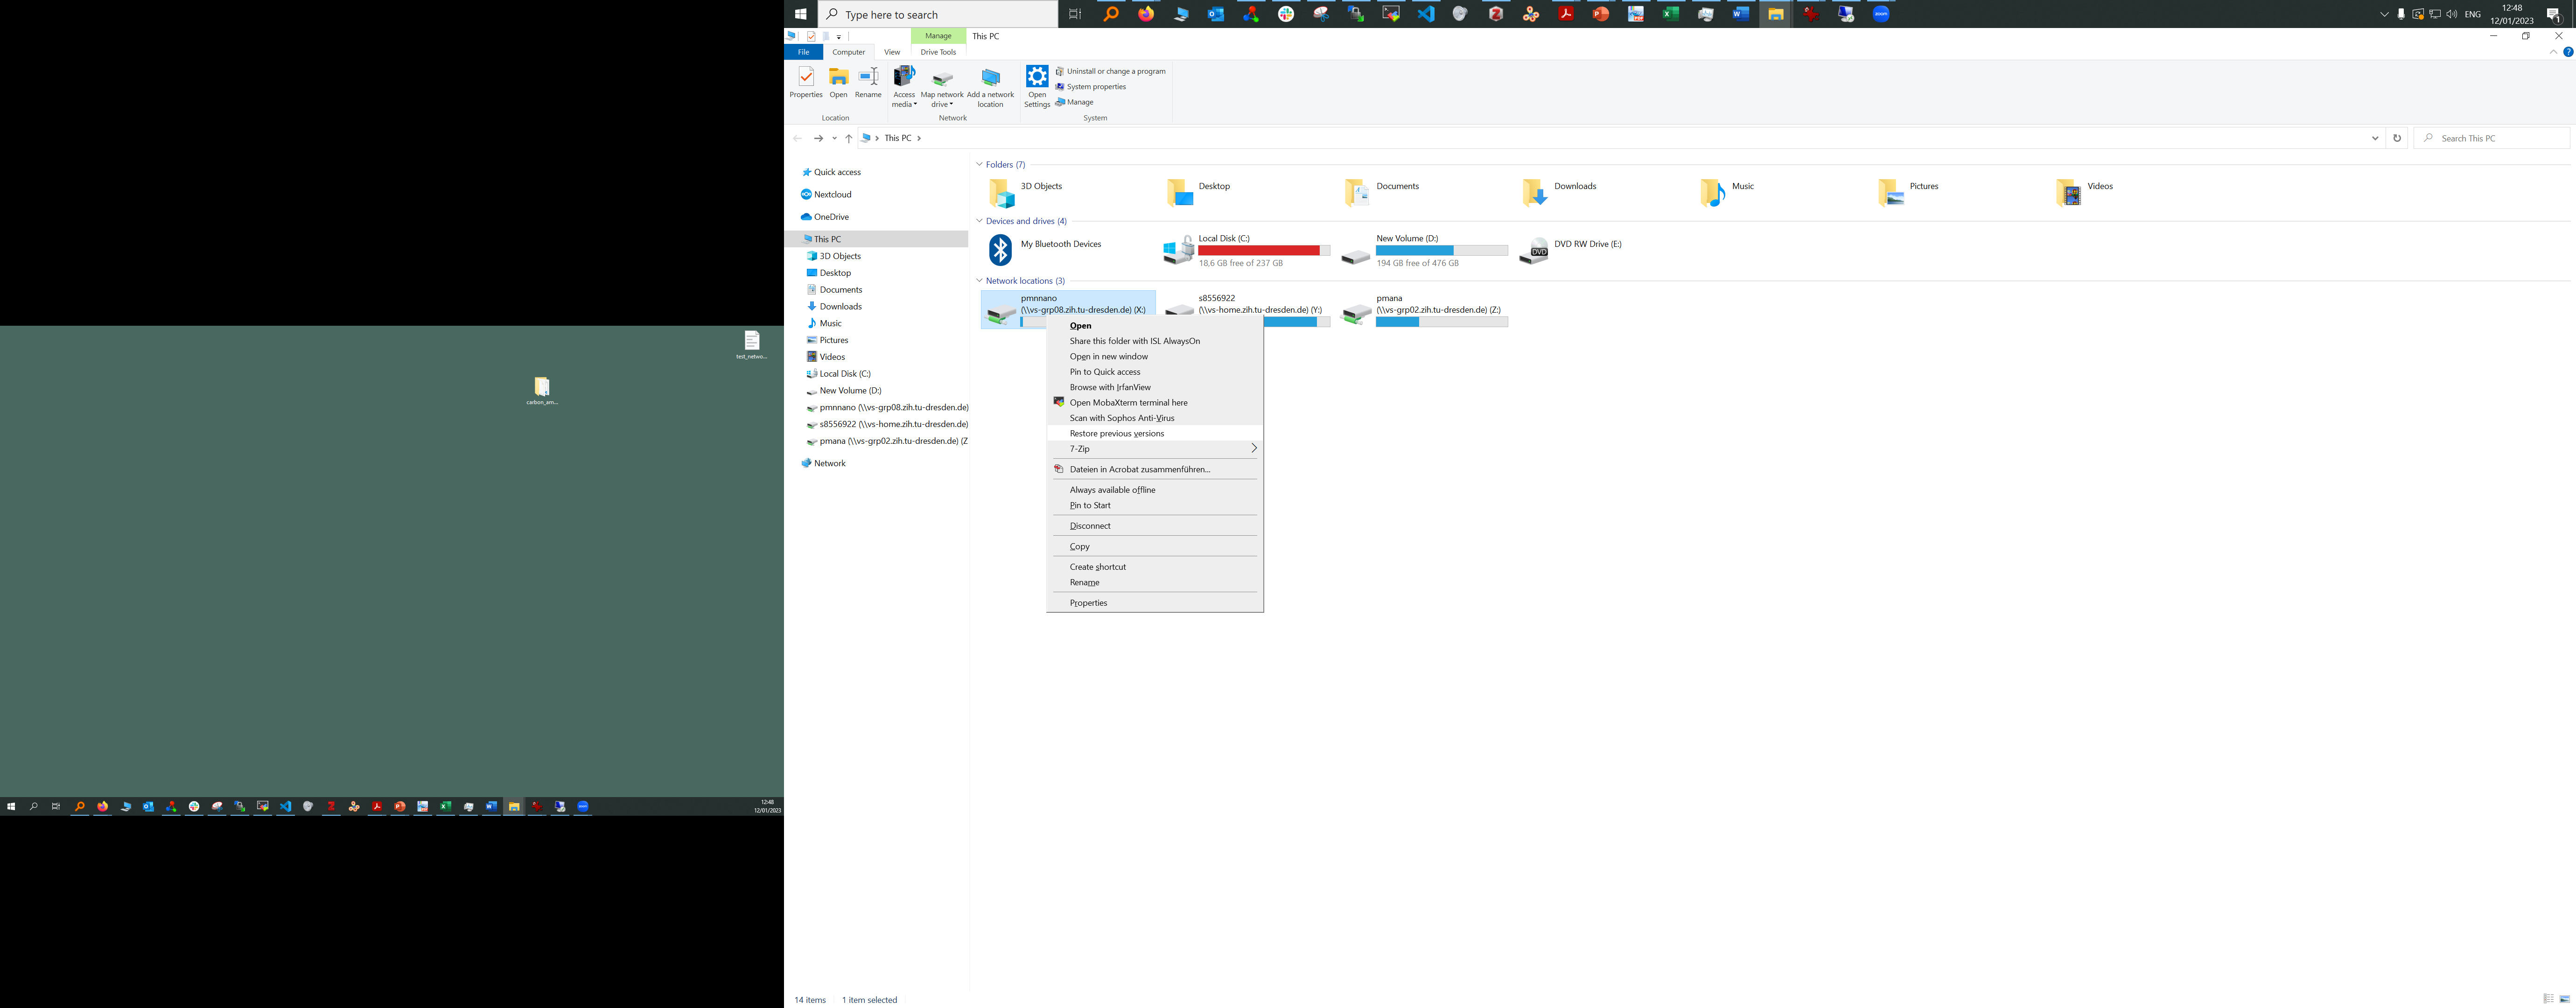 Type here to search
ENG
12:48
12/01/2023
1
Manage
This PC
File
Computer
View
Drive Tools
Properties
Open
Rename
Access media
Map network drive
Add a network location
Open Settings
Uninstall or change a program
System properties
Manage
Location
Network
System
This PC
Search This PC
Quick access
Nextcloud
OneDrive
This PC
3D Objects
Desktop
Documents
Downloads
Music
Pictures
Videos
Local Disk (C:)
New Volume (D:)
pmnnano (\\vs-grp08.zih.tu-dresden.de)
s8556922 (\\vs-home.zih.tu-dresden.de)
pmana (\\vs-grp02.zih.tu-dresden.de) (Z
Network
Folders (7)
3D Objects
Desktop
Documents
Downloads
Music
Pictures
Videos
Devices and drives (4)
My Bluetooth Devices
Local Disk (C:)
18,6 GB free of 237 GB
New Volume (D:)
194 GB free of 476 GB
DVD RW Drive (E:)
DVD
Network locations (3)
pmnnano
(\\vs-grp08.zih.tu-dresden.de) (X:)
s8556922
(\\vs-home.zih.tu-dresden.de) (Y:)
pmana
(\\vs-grp02.zih.tu-dresden.de) (Z:)
Open
Share this folder with ISL AlwaysOn
Open in new window
Pin to Quick access
Browse with IrfanView
Open MobaXterm terminal here
Scan with Sophos Anti-Virus
Restore previous versions
7-Zip
Dateien in Acrobat zusammenführen...
Always available offline
Pin to Start
Disconnect
Copy
Create shortcut
Rename
Properties
test_netwo...
carbon_am...
12:48
12/01/2023
14 items
1 item selected